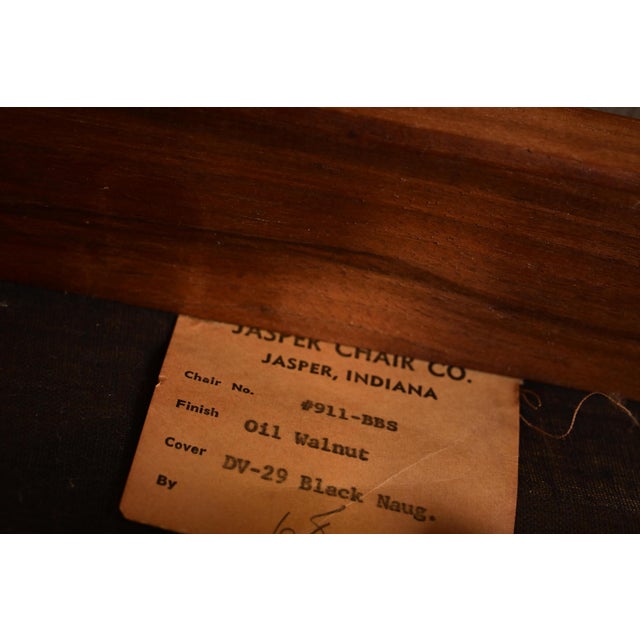 JASPER CHAIR CO.
JASPER, INDIANA
Chair No. #911-BBS
Finish Oil Walnut
Cover DV-29 Black Naug.
By